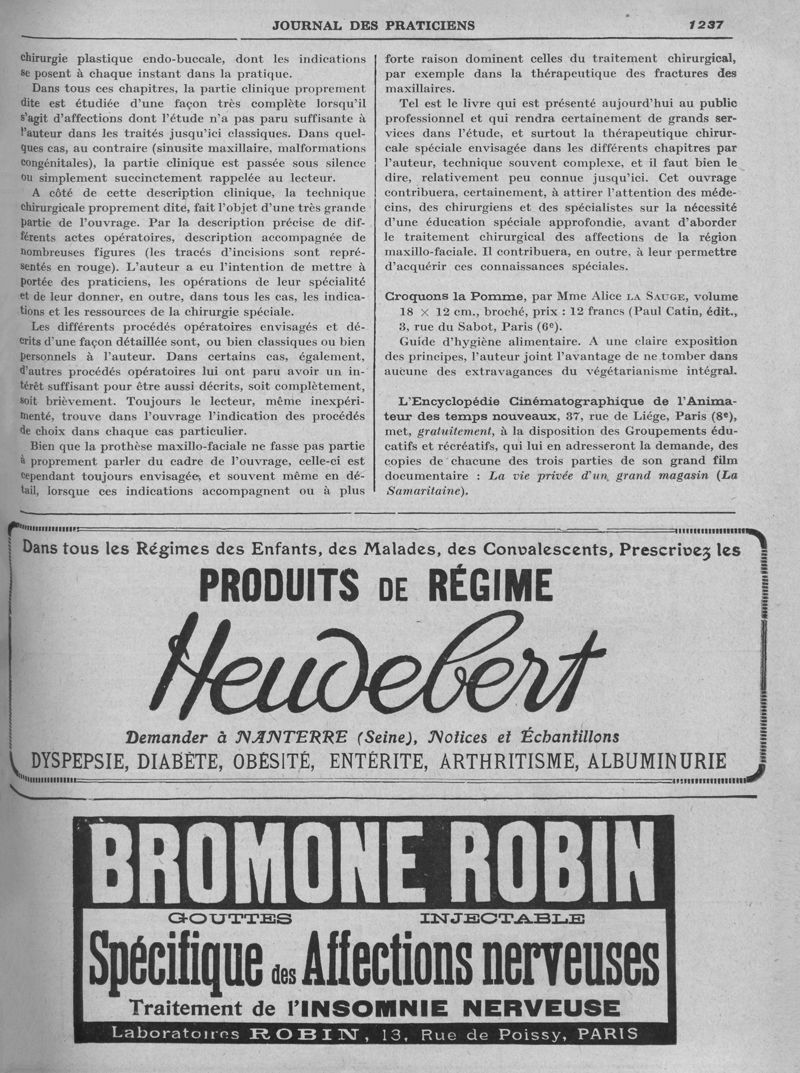 JOURNAL DES PRATICIENS 1237
chirurgie plastique endo-buccale, dont les indications
se posent à chaque instant dans la pratique.
Dans tous ces chapitres, la partie clinique proprement
dite est étudiée d'une façon très complète lorsqu'il
s'agit d'affections dont l'étude n'a pas paru suffisante à
l'auteur dans les traités jusqu'ici classiques. Dans quel-
ques cas, au contraire (sinusite maxillaire, malformations
congénitales), la partie clinique est passée sous silence
ou simplement succinctement rappelée au lecteur.
A côté de cette description clinique, la technique
chirurgicale proprement dite, fait l'objet d'une très grande
partie de l'ouvrage. Par la description précise de dif-
férents actes opératoires, description accompagnée de
nombreuses figures (les tracés d'incisions sont repré-
sentés en rouge). L'auteur a eu l'intention de mettre à
portée des praticiens, les opérations de leur spécialité
et de leur donner, en outre, dans tous les cas, les indica-
tions et les ressources de la chirurgie spéciale.
Les différents procédés opératoires envisagés et dé-
crits d'une façon détaillée sont, ou bien classiques ou bien
personnels à l'auteur. Dans certains cas, également,
d'autres procédés opératoires lui ont paru avoir un in-
térêt suffisant pour être aussi décrits, soit complètement,
soit brièvement. Toujours le lecteur, même inexpéri-
menté, trouve dans l'ouvrage l'indication des procédés
de choix dans chaque cas particulier.
Bien que la prothèse maxillo-faciale ne fasse pas partie
à proprement parler du cadre de l'ouvrage, celle-ci est
cependant toujours envisagée, et souvent même en dé-
tail, lorsque ces indications accompagnent ou à plus
forte raison dominent celles du traitement chirurgical,
par exemple dans la thérapeutique des fractures des
maxillaires.
Tel est le livre qui est présenté aujourd'hui au public
professionnel et qui rendra certainement de grands ser-
vices dans l'étude, et surtout la thérapeutique chirur-
cale spéciale envisagée dans les différents chapitres par
l'auteur, technique souvent complexe, et il faut bien le
dire, relativement peu connue jusqu'ici. Cet ouvrage
contribuera, certainement, à attirer l'attention des méde-
cins, des chirurgiens et des spécialistes sur la nécessité
d'une éducation spéciale approfondie, avant d'aborder
le traitement chirurgical des affections de la région
maxillo-faciale. Il contribuera, en outre, à leur permettre
d'acquérir ces connaissances spéciales.
Croquons la Pomme, par Mme Alice LA SAUGE, volume
18 × 12 cm., broché, prix : 12 francs (Paul Catin, édit.,
3, rue du Sabot, Paris (6e).
Guide d'hygiène alimentaire. A une claire exposition
des principes, l'auteur joint l'avantage de ne tomber dans
aucune des extravagances du végétarianisme intégral.
L'Encyclopédie Cinématographique de l'Anima-
teur des temps nouveaux, 37, rue de Liége, Paris (8e),
met, gratuitement, à la disposition des Groupements édu-
catifs et récréatifs, qui lui en adresseront la demande, des
copies de chacune des trois parties de son grand film
documentaire : La vie privée d'un grand magasin (La
Samaritaine).
Dans tous les Régimes des Enfants, des Malades, des Convalescents, Prescrivez les
PRODUITS DE RÉGIME
Heudebert
Demander à NANTERRE (Seine), Notices et Échantillons
DYSPEPSIE, DIABÈTE, OBÉSITÉ, ENTÉRITE, ARTHRITISME, ALBUMINURIE
BROMONE ROBIN
GOUTTES INJECTABLE
Spécifique des Affections nerveuses
Traitement de l'INSOMNIE NERVEUSE
Laboratoires ROBIN, 13, Rue de Poissy, PARIS